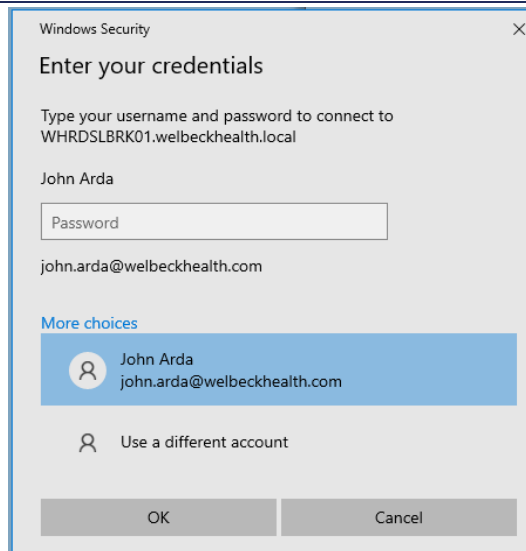 Windows Security
Enter your credentials
Type your username and password to connect to
WHRDSLBRK01.welbeckhealth.local
John Arda
Password
john.arda@welbeckhealth.com
More choices
John Arda
john.arda@welbeckhealth.com
Use a different account
OK
Cancel